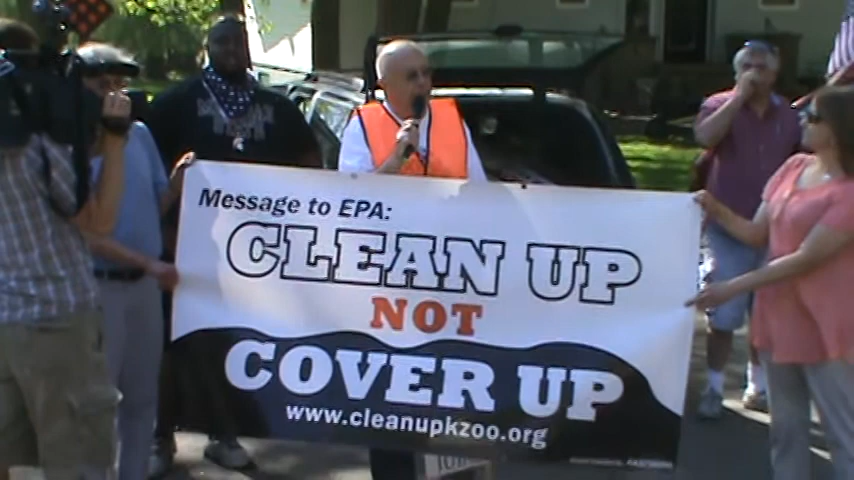 Message to EPA:
CLEAN UP
NOT
COVER UP
www.cleanupkzoo.org